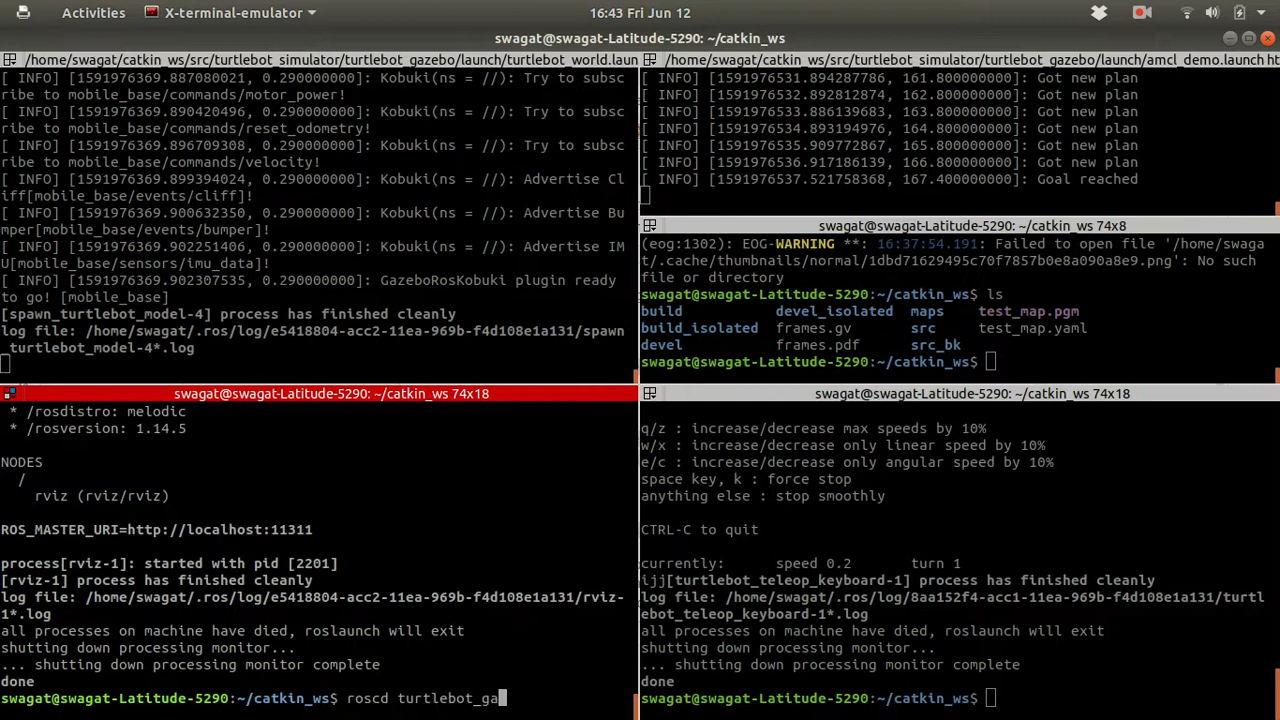 Activities X-terminal-emulator 16:43 Fri Jun 12
swagat@swagat-Latitude-5290: ~/catkin_ws
/home/swagat/catkin_ws/src/turtlebot_simulator/turtlebot_gazebo/launch/turtlebot_world.laun
[ INFO] [1591976369.887080021, 0.290000000]: Kobuki(ns = //): Try to subsc
ribe to mobile_base/commands/motor_power!
[ INFO] [1591976369.890420496, 0.290000000]: Kobuki(ns = //): Try to subsc
ribe to mobile_base/commands/reset_odometry!
[ INFO] [1591976369.896709308, 0.290000000]: Kobuki(ns = //): Try to subsc
ribe to mobile_base/commands/velocity!
[ INFO] [1591976369.899394024, 0.290000000]: Kobuki(ns = //): Advertise Cl
iff[mobile_base/events/cliff]!
[ INFO] [1591976369.900632350, 0.290000000]: Kobuki(ns = //): Advertise Bu
mper[mobile_base/events/bumper]!
[ INFO] [1591976369.902251406, 0.290000000]: Kobuki(ns = //): Advertise IM
U[mobile_base/sensors/imu_data]!
[ INFO] [1591976369.902307535, 0.290000000]: GazeboRosKobuki plugin ready
to go! [mobile_base]
[spawn_turtlebot_model-4] process has finished cleanly
log file: /home/swagat/.ros/log/e5418804-acc2-11ea-969b-f4d108e1a131/spawn
_turtlebot_model-4*.log
/home/swagat/catkin_ws/src/turtlebot_simulator/turtlebot_gazebo/launch/amcl_demo.launch ht
[ INFO] [1591976531.894287786, 161.800000000]: Got new plan
[ INFO] [1591976532.892812874, 162.800000000]: Got new plan
[ INFO] [1591976533.886139683, 163.800000000]: Got new plan
[ INFO] [1591976534.893194976, 164.800000000]: Got new plan
[ INFO] [1591976535.909772867, 165.800000000]: Got new plan
[ INFO] [1591976536.917186139, 166.800000000]: Got new plan
[ INFO] [1591976537.521758368, 167.400000000]: Goal reached
swagat@swagat-Latitude-5290: ~/catkin_ws 74x8
(eog:1302): EOG-WARNING **: 16:37:54.191: Failed to open file '/home/swaga
t/.cache/thumbnails/normal/1dbd71629495c70f7857b0e8a090a8e9.png': No such
file or directory
swagat@swagat-Latitude-5290:~/catkin_ws$ ls
build devel_isolated maps test_map.pgm
build_isolated frames.gv src test_map.yaml
devel frames.pdf src_bk
swagat@swagat-Latitude-5290:~/catkin_ws$
swagat@swagat-Latitude-5290: ~/catkin_ws 74x18
* /rosdistro: melodic
* /rosversion: 1.14.5
NODES
/
rviz (rviz/rviz)
ROS_MASTER_URI=http://localhost:11311
process[rviz-1]: started with pid [2201]
[rviz-1] process has finished cleanly
log file: /home/swagat/.ros/log/e5418804-acc2-11ea-969b-f4d108e1a131/rviz-
1*.log
all processes on machine have died, roslaunch will exit
shutting down processing monitor...
... shutting down processing monitor complete
done
swagat@swagat-Latitude-5290:~/catkin_ws$ roscd turtlebot_ga
swagat@swagat-Latitude-5290: ~/catkin_ws 74x18
q/z : increase/decrease max speeds by 10%
w/x : increase/decrease only linear speed by 10%
e/c : increase/decrease only angular speed by 10%
space key, k : force stop
anything else : stop smoothly
CTRL-C to quit
currently: speed 0.2 turn 1
ijj[turtlebot_teleop_keyboard-1] process has finished cleanly
log file: /home/swagat/.ros/log/8aa152f4-acc1-11ea-969b-f4d108e1a131/turtl
ebot_teleop_keyboard-1*.log
all processes on machine have died, roslaunch will exit
shutting down processing monitor...
... shutting down processing monitor complete
done
swagat@swagat-Latitude-5290:~/catkin_ws$